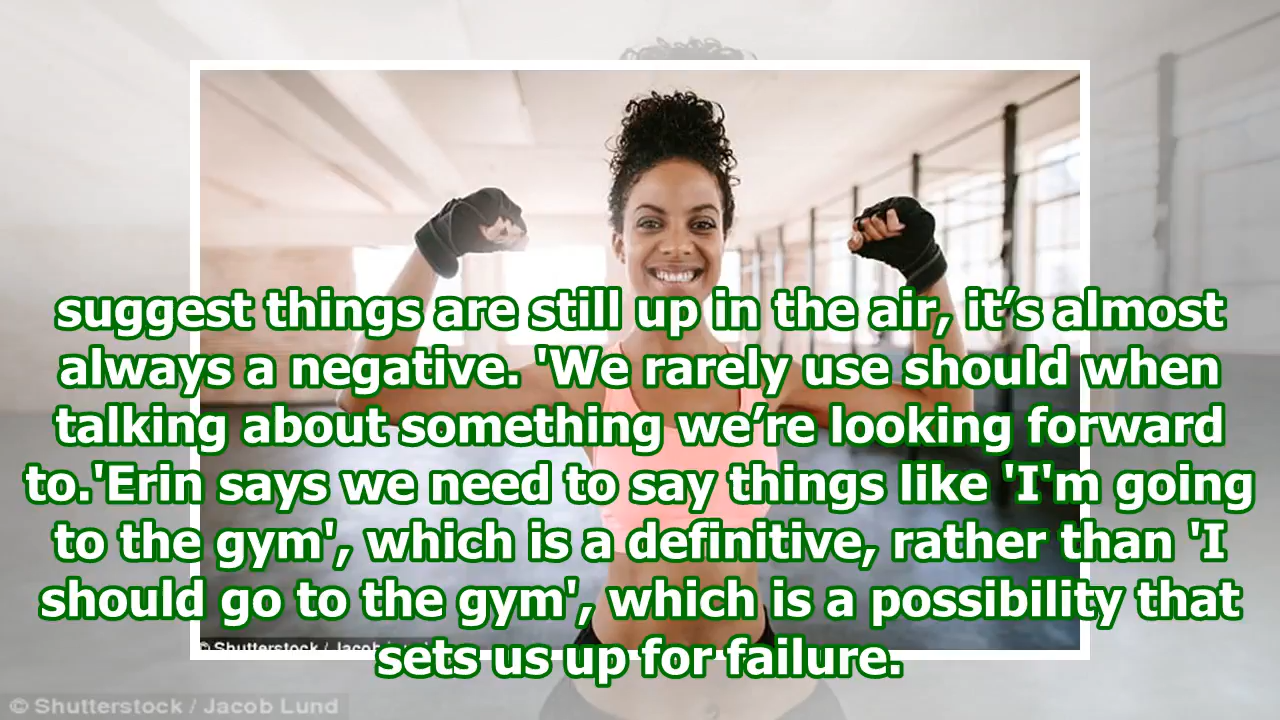 suggest things are still up in the air, it’s almost
always a negative. 'We rarely use should when
talking about something we’re looking forward
to.'Erin says we need to say things like 'I'm going
to the gym', which is a definitive, rather than 'I
should go to the gym', which is a possibility that
© Shutterstock / Jacob
sets us up for failure.
© Shutterstock / Jacob Lund